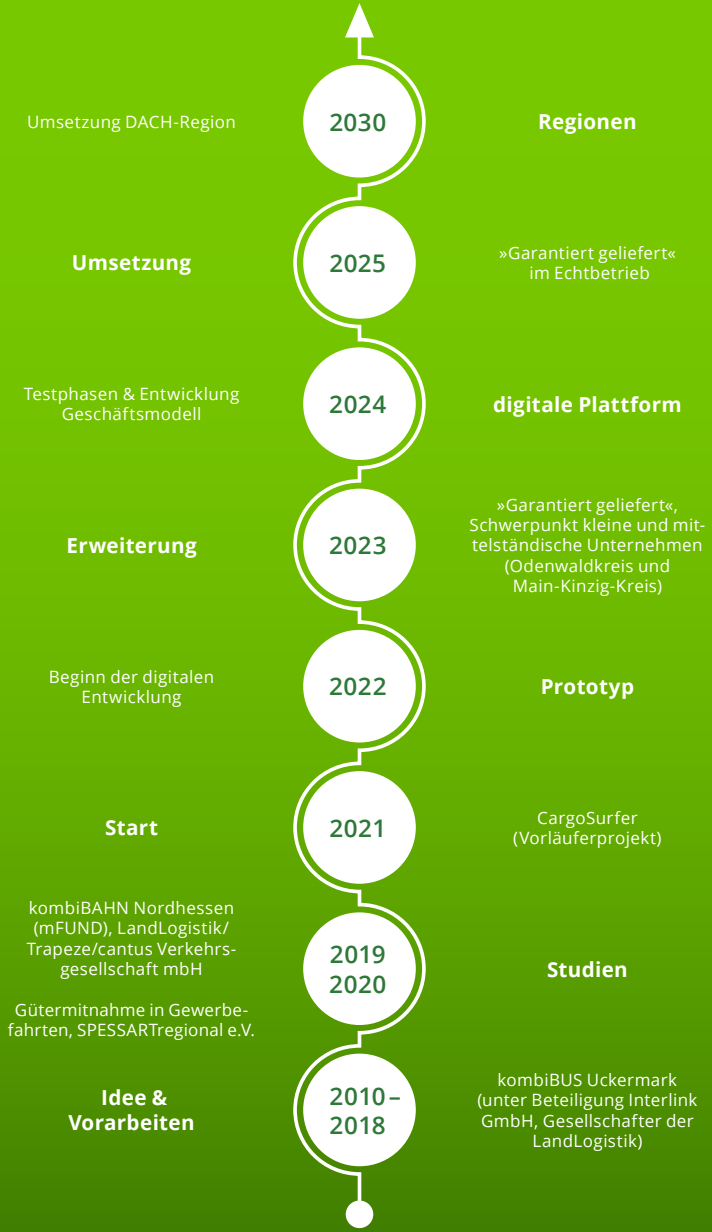 Umsetzung DACH-Region
2030
Regionen
Umsetzung
2025
»Garantiert geliefert«
im Echtbetrieb
Testphasen & Entwicklung
Geschäftsmodell
2024
digitale Plattform
Erweiterung
2023
»Garantiert geliefert«,
Schwerpunkt kleine und mit-
telständische Unternehmen
(Odenwaldkreis und
Main-Kinzig-Kreis)
Beginn der digitalen
Entwicklung
2022
Prototyp
Start
2021
CargoSurfer
(Vorläuferprojekt)
kombiBAHN Nordhessen
(mFUND), LandLogistik/
Trapeze/cantus Verkehrs-
gesellschaft mbH
Gütermitnahme in Gewerbe-
fahrten, SPESSARTregional e.V.
2019
2020
Studien
Idee &
Vorarbeiten
2010–
2018
kombiBUS Uckermark
(unter Beteiligung Interlink
GmbH, Gesellschafter der
LandLogistik)